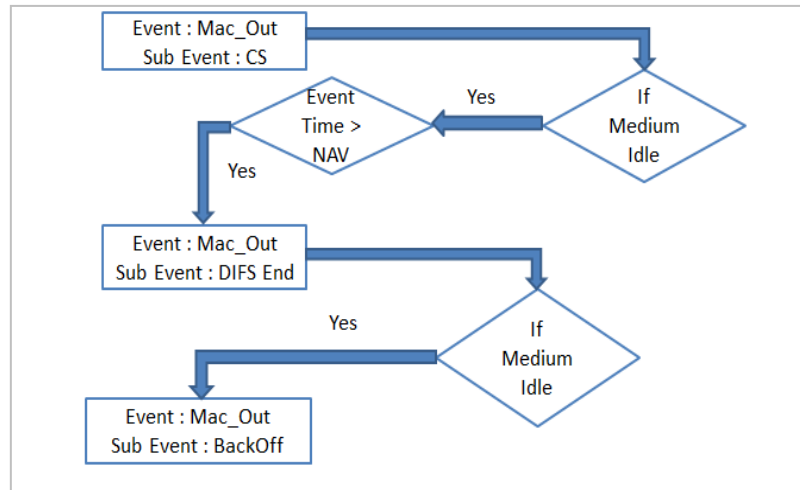 Event : Mac_Out
Sub Event : CS
If
Medium
Idle
Yes
Event
Time >
NAV
Yes
Event : Mac_Out
Sub Event : DIFS End
If
Medium
Idle
Yes
Event : Mac_Out
Sub Event : BackOff